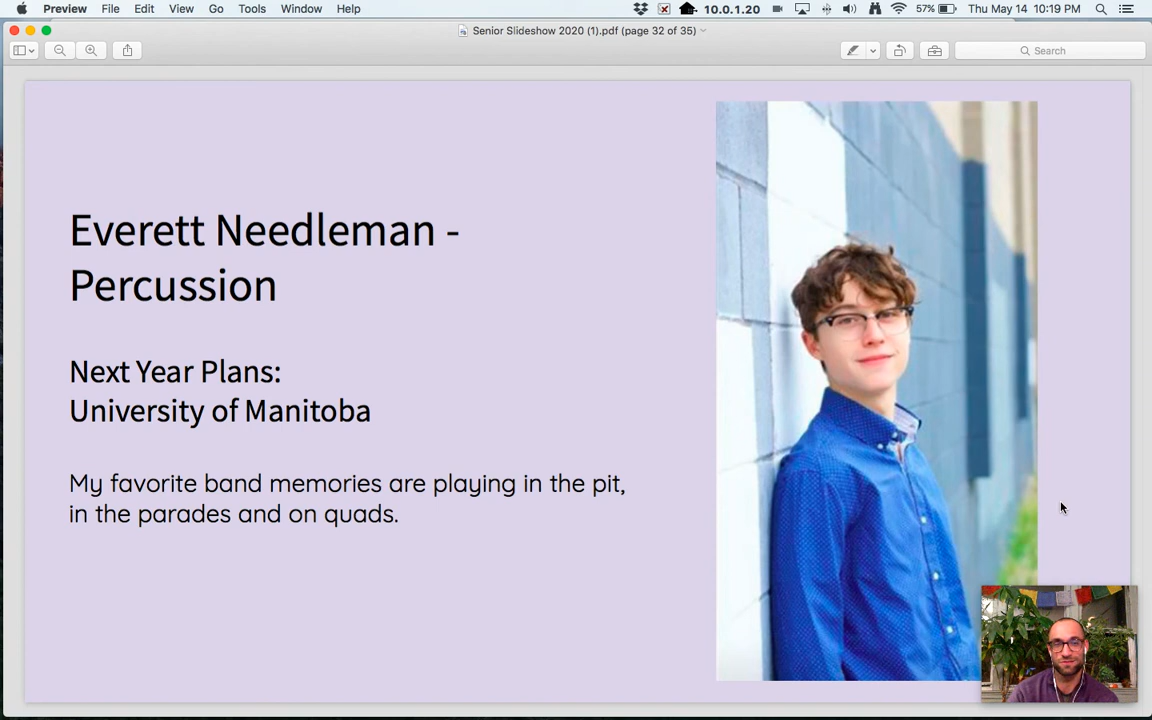 Preview File Edit View Go Tools Window Help 10.0.1.20 57% Thu May 14 10:19 PM
Senior Slideshow 2020 (1).pdf (page 32 of 35)
Search
Everett Needleman -
Percussion
Next Year Plans:
University of Manitoba
My favorite band memories are playing in the pit,
in the parades and on quads.